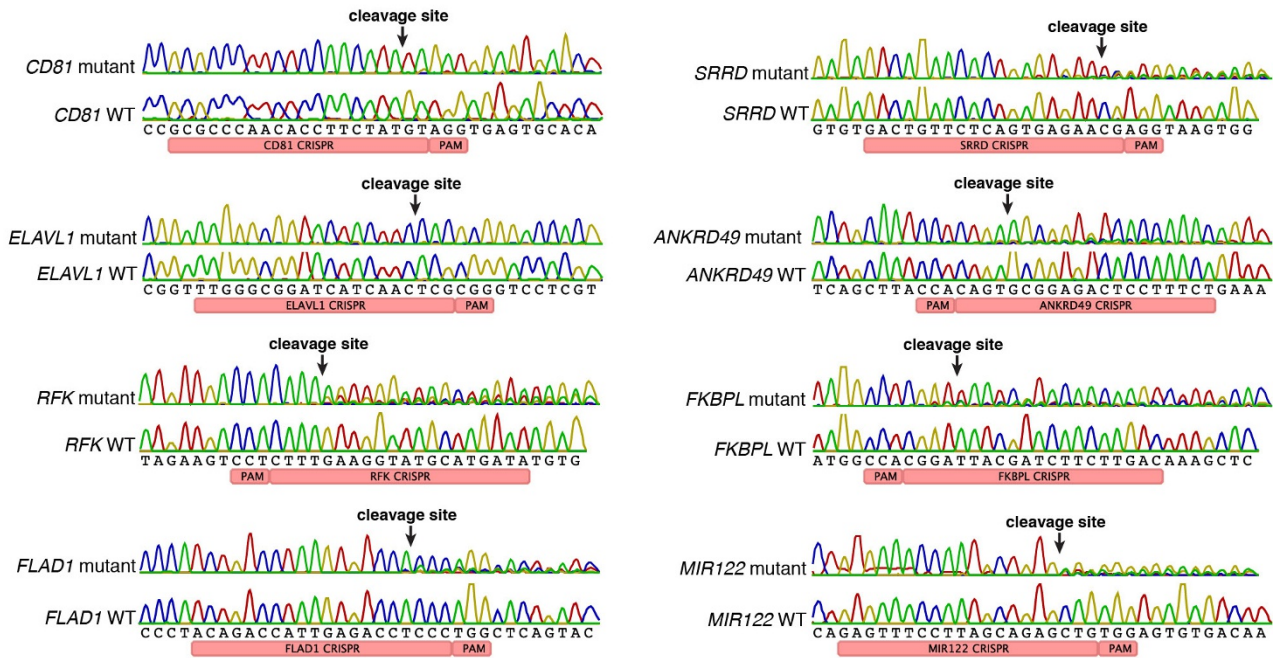 cleavage site
CD81 mutant
CD81 WT
CCGCGCCCAACACCTTCTATGTAGGTGAGTGCACA
CD81 CRISPR PAM
cleavage site
SRRD mutant
SRRD WT
GTGTGACTGTTCTCAGTGAGAACGAGGTAAGTGG
SRRD CRISPR PAM
cleavage site
ELAVL1 mutant
ELAVL1 WT
CGGTTTGGGCGGATCATCAACTCGCGGGTCCTCGT
ELAVL1 CRISPR PAM
cleavage site
ANKRD49 mutant
ANKRD49 WT
TCAGCTTACCACAGTGCGGAGACTCCTTTCTGAAA
PAM ANKRD49 CRISPR
cleavage site
RFK mutant
RFK WT
TAGAAGTCCTCTTTGAAGGTATGCATGATATGTG
PAM RFK CRISPR
cleavage site
FKBPL mutant
FKBPL WT
ATGGCCACGGATTACGATCTTCTTGACAAAGCTC
PAM FKBPL CRISPR
cleavage site
FLAD1 mutant
FLAD1 WT
CCCTACAGACCATTGAGACCTCCCTGGCTCAGTAC
FLAD1 CRISPR PAM
cleavage site
MIR122 mutant
MIR122 WT
CAGAGTTTCCTTAGCAGAGCTGTGGAGTGTGACAA
MIR122 CRISPR PAM